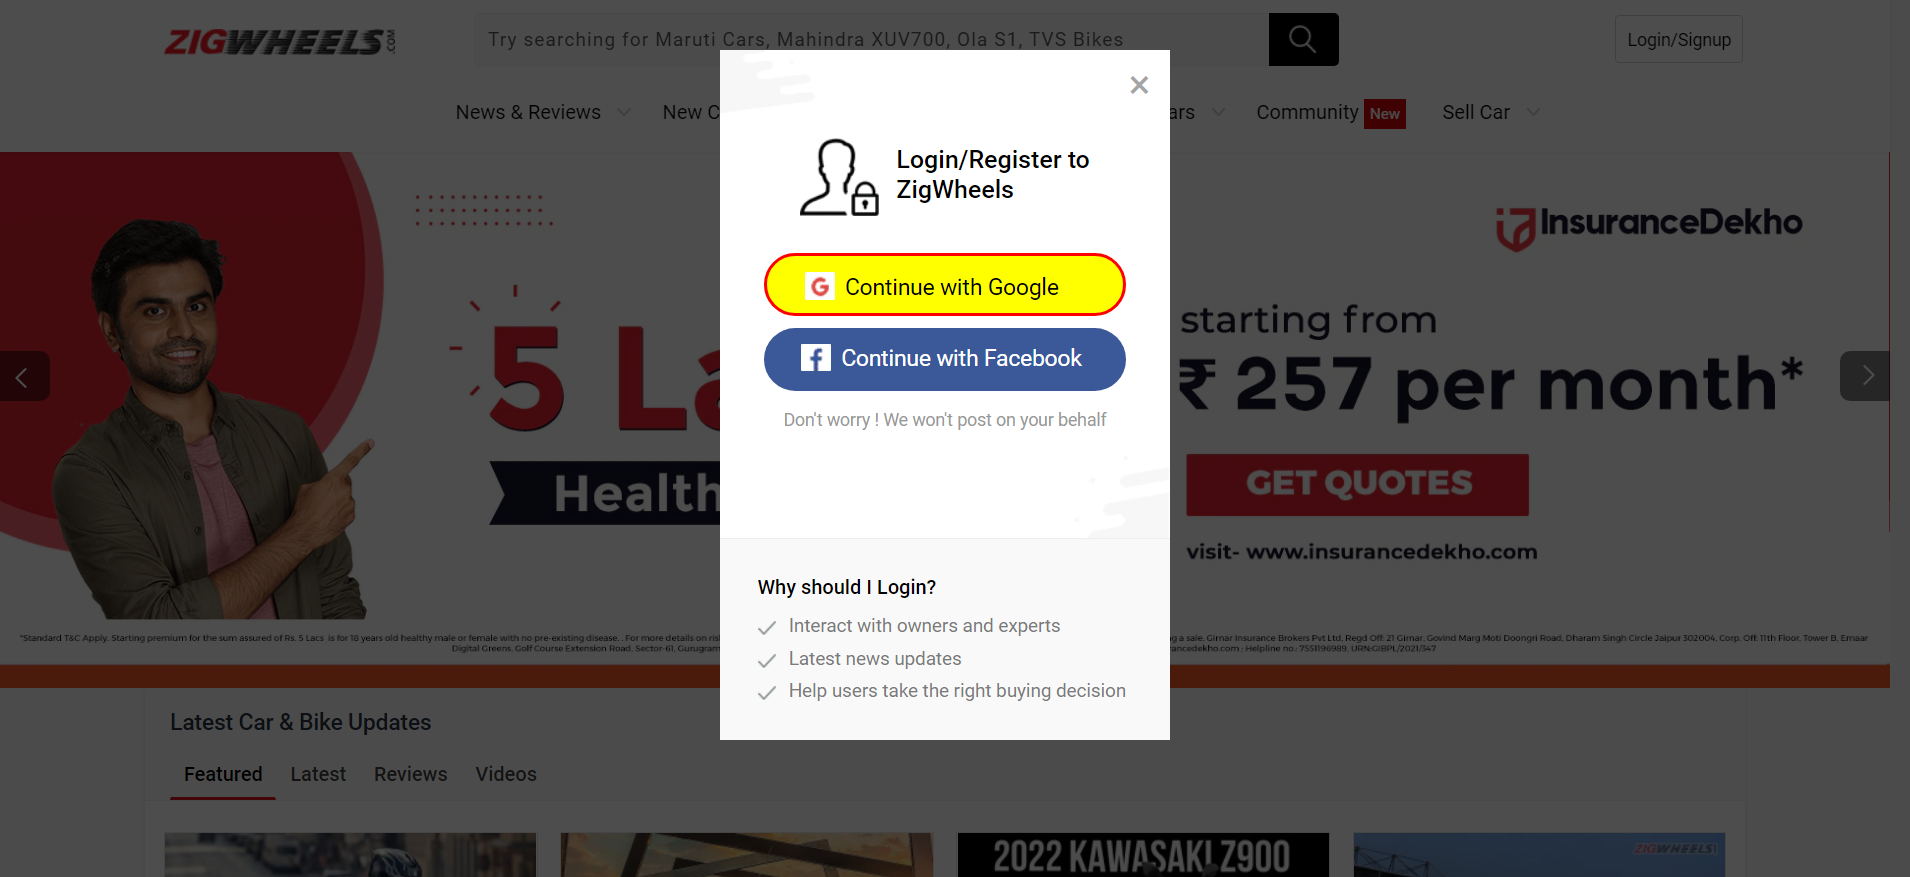 ZIGWHEELS.COM
Try searching for Maruti Cars, Mahindra XUV700, Ola S1, TVS Bikes
Login/Signup
News & Reviews
New C
ars
Community New
Sell Car
Login/Register to
ZigWheels
Continue with Google
Continue with Facebook
Don't worry ! We won't post on your behalf
Why should I Login?
Interact with owners and experts
Latest news updates
Help users take the right buying decision
InsuranceDekho
5 La
Health
starting from
₹ 257 per month*
GET QUOTES
visit- www.insurancedekho.com
*Standard T&C Apply. Starting premium for the sum assured of Rs. 5 Lacs is for 18 years old healthy male or female with no pre-existing disease. . For more details on ris
g a sale. Girnar Insurance Brokers Pvt Ltd, Regd Off: 21 Girnar, Govind Marg Moti Doongri Road, Dharam Singh Circle Jaipur 302004, Corp. Off: 11th Floor, Tower B, Emaar
Digital Greens, Golf Course Extension Road, Sector-61, Gurugram
rancedekho.com ; Helpline no.: 7551196989, URN:GIBPL/2021/347
Latest Car & Bike Updates
Featured
Latest
Reviews
Videos
2022 KAWASAKI Z900
ZIGWHEELS